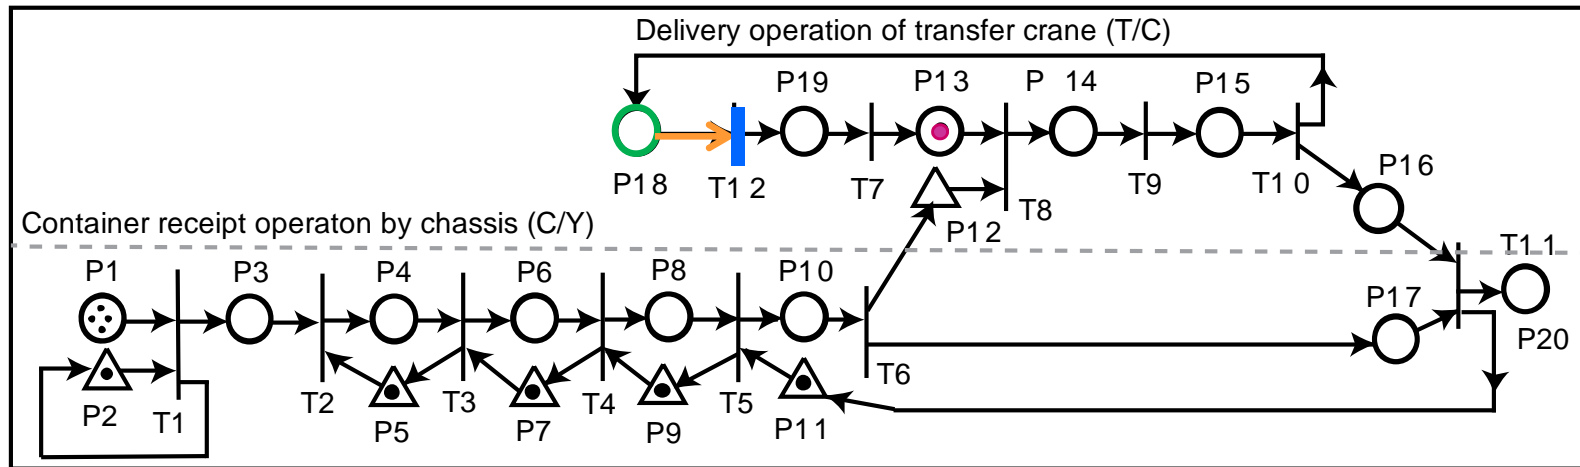 Delivery operation of transfer crane (T/C)
P19 P13 P 14 P15
P18 T1 2 T7 T9 T1 0 P16
P12 T8
Container receipt operaton by chassis (C/Y)
T1 1
P1 P3 P4 P6 P8 P10
P17
P20
T6
P2 T1 T2 P5 T3 P7 T4 P9 T5 P11